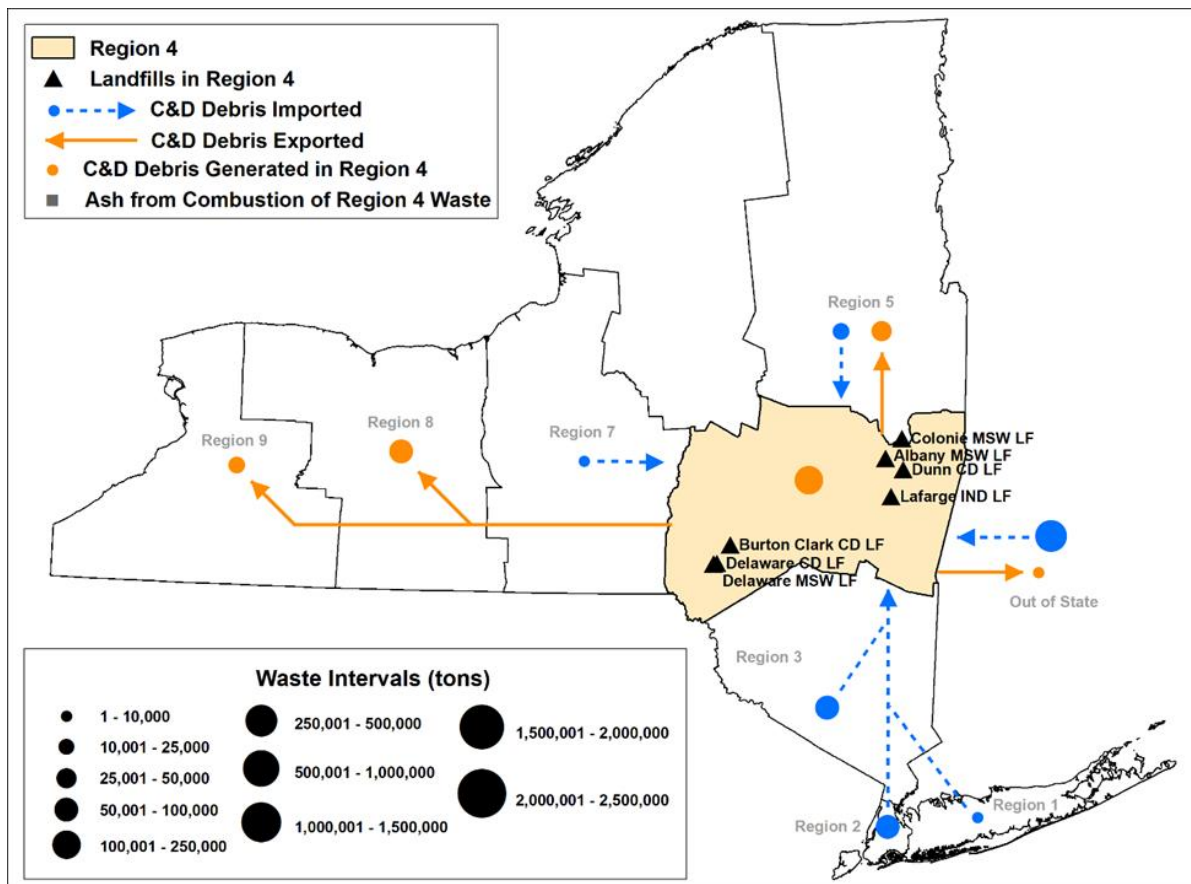 Region 4
Landfills in Region 4
C&D Debris Imported
C&D Debris Exported
C&D Debris Generated in Region 4
Ash from Combustion of Region 4 Waste
Region 5
Region 9
Region 8
Region 7
Colonie MSW LF
Albany MSW LF
Dunn CD LF
Lafarge IND LF
Burton Clark CD LF
Delaware CD LF
Delaware MSW LF
Out of State
Region 3
Region 1
Region 2
Waste Intervals (tons)
1 - 10,000
10,001 - 25,000
25,001 - 50,000
50,001 - 100,000
100,001 - 250,000
250,001 - 500,000
500,001 - 1,000,000
1,000,001 - 1,500,000
1,500,001 - 2,000,000
2,000,001 - 2,500,000